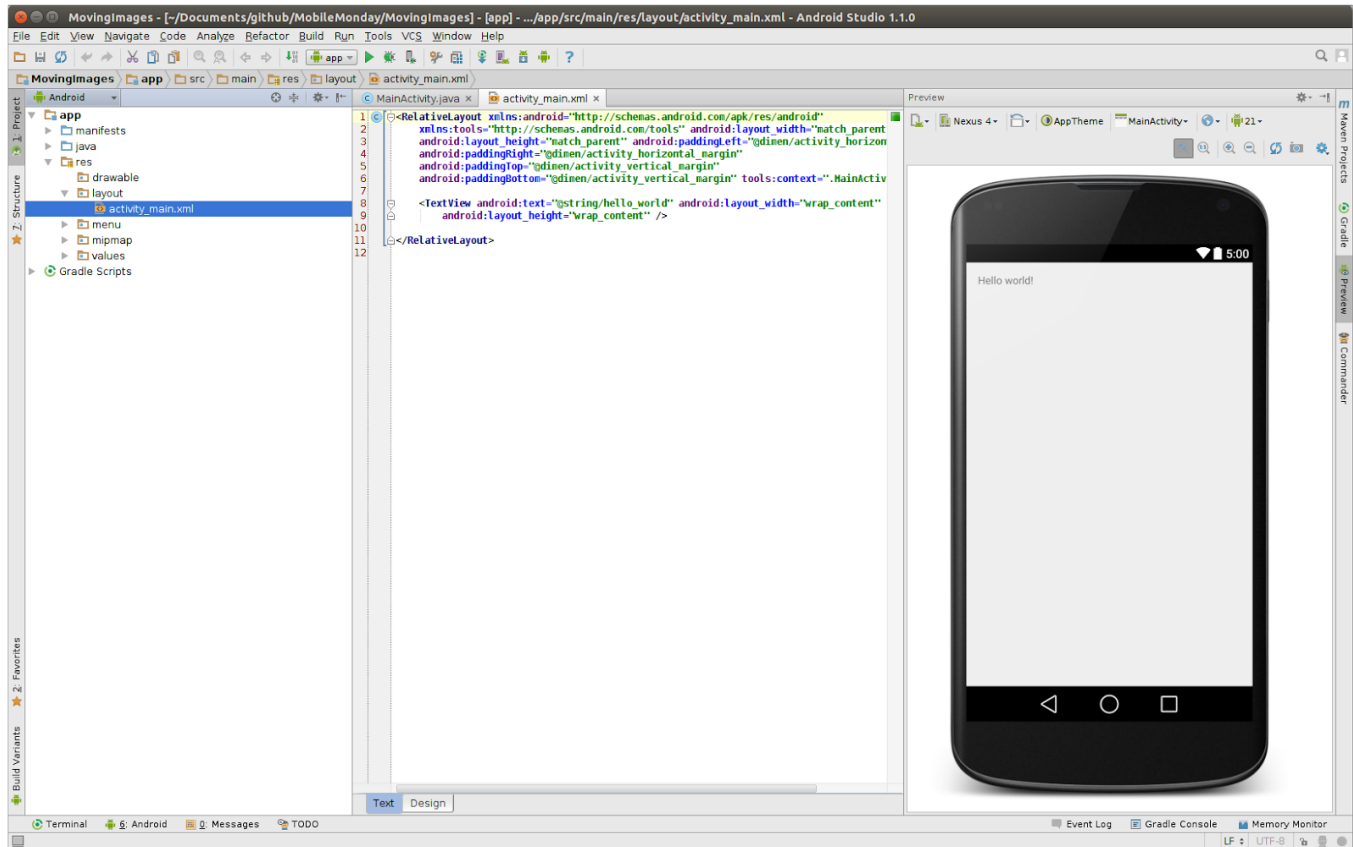 MovingImages - [~/Documents/github/MobileMonday/MovingImages] - [app] - .../app/src/main/res/layout/activity_main.xml - Android Studio 1.1.0
File Edit View Navigate Code Analyze Refactor Build Run Tools VCS Window Help
app
MovingImages app src main res layout activity_main.xml
Android
MainActivity.java activity_main.xml
Preview
Nexus 4 AppTheme MainActivity 21
1: Project
Z: Structure
2: Favorites
Build Variants
app
manifests
java
res
drawable
layout
activity_main.xml
menu
mipmap
values
Gradle Scripts
1 <RelativeLayout xmlns:android="http://schemas.android.com/apk/res/android"
2 xmlns:tools="http://schemas.android.com/tools" android:layout_width="match_parent
3 android:layout_height="match_parent" android:paddingLeft="@dimen/activity_horizon
4 android:paddingRight="@dimen/activity_horizontal_margin"
5 android:paddingTop="@dimen/activity_vertical_margin"
6 android:paddingBottom="@dimen/activity_vertical_margin" tools:context=".MainActiv
7
8 <TextView android:text="@string/hello_world" android:layout_width="wrap_content"
9 android:layout_height="wrap_content" />
10
11 </RelativeLayout>
12
Text Design
5:00
Hello world!
m Maven Projects
Gradle
Preview
Commander
Terminal 6: Android 0: Messages TODO
Event Log Gradle Console Memory Monitor
LF UTF-8